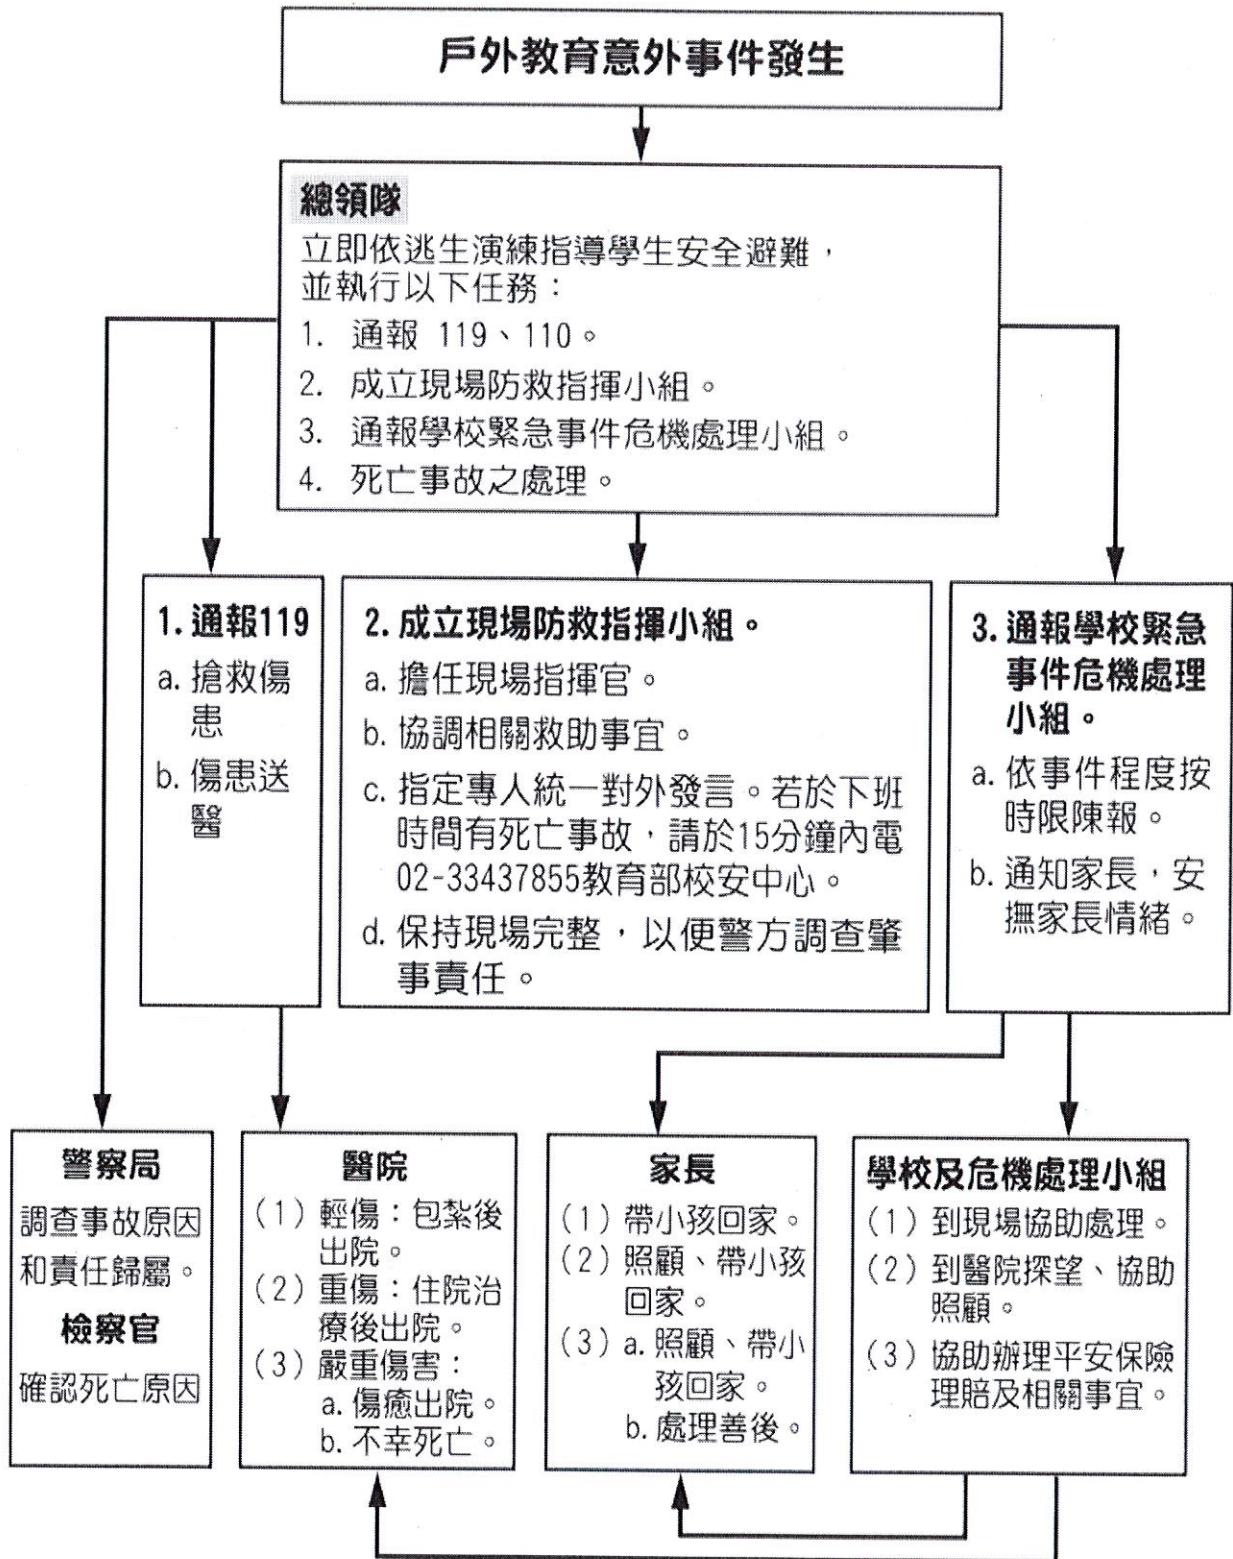 戶外教育意外事件發生
總領隊
立即依逃生演練指導學生安全避難，
並執行以下任務：
1. 通報 119、110。
2. 成立現場防救指揮小組。
3. 通報學校緊急事件危機處理小組。
4. 死亡事故之處理。
1. 通報119
a. 搶救傷
患
b. 傷患送
醫
2. 成立現場防救指揮小組。
a. 擔任現場指揮官。
b. 協調相關救助事宜。
c. 指定專人統一對外發言。若於下班
時間有死亡事故，請於15分鐘內電
02-33437855教育部校安中心。
d. 保持現場完整，以便警方調查肇
事責任。
3. 通報學校緊急
事件危機處理
小組。
a. 依事件程度按
時限陳報。
b. 通知家長，安
撫家長情緒。
警察局
調查事故原因
和責任歸屬。
檢察官
確認死亡原因
醫院
（1）輕傷：包紮後
出院。
（2）重傷：住院治
療後出院。
（3）嚴重傷害：
a. 傷癒出院。
b. 不幸死亡。
家長
（1）帶小孩回家。
（2）照顧、帶小孩
回家。
（3）a. 照顧、帶小
孩回家。
b. 處理善後。
學校及危機處理小組
（1）到現場協助處理。
（2）到醫院探望、協助
照顧。
（3）協助辦理平安保險
理賠及相關事宜。